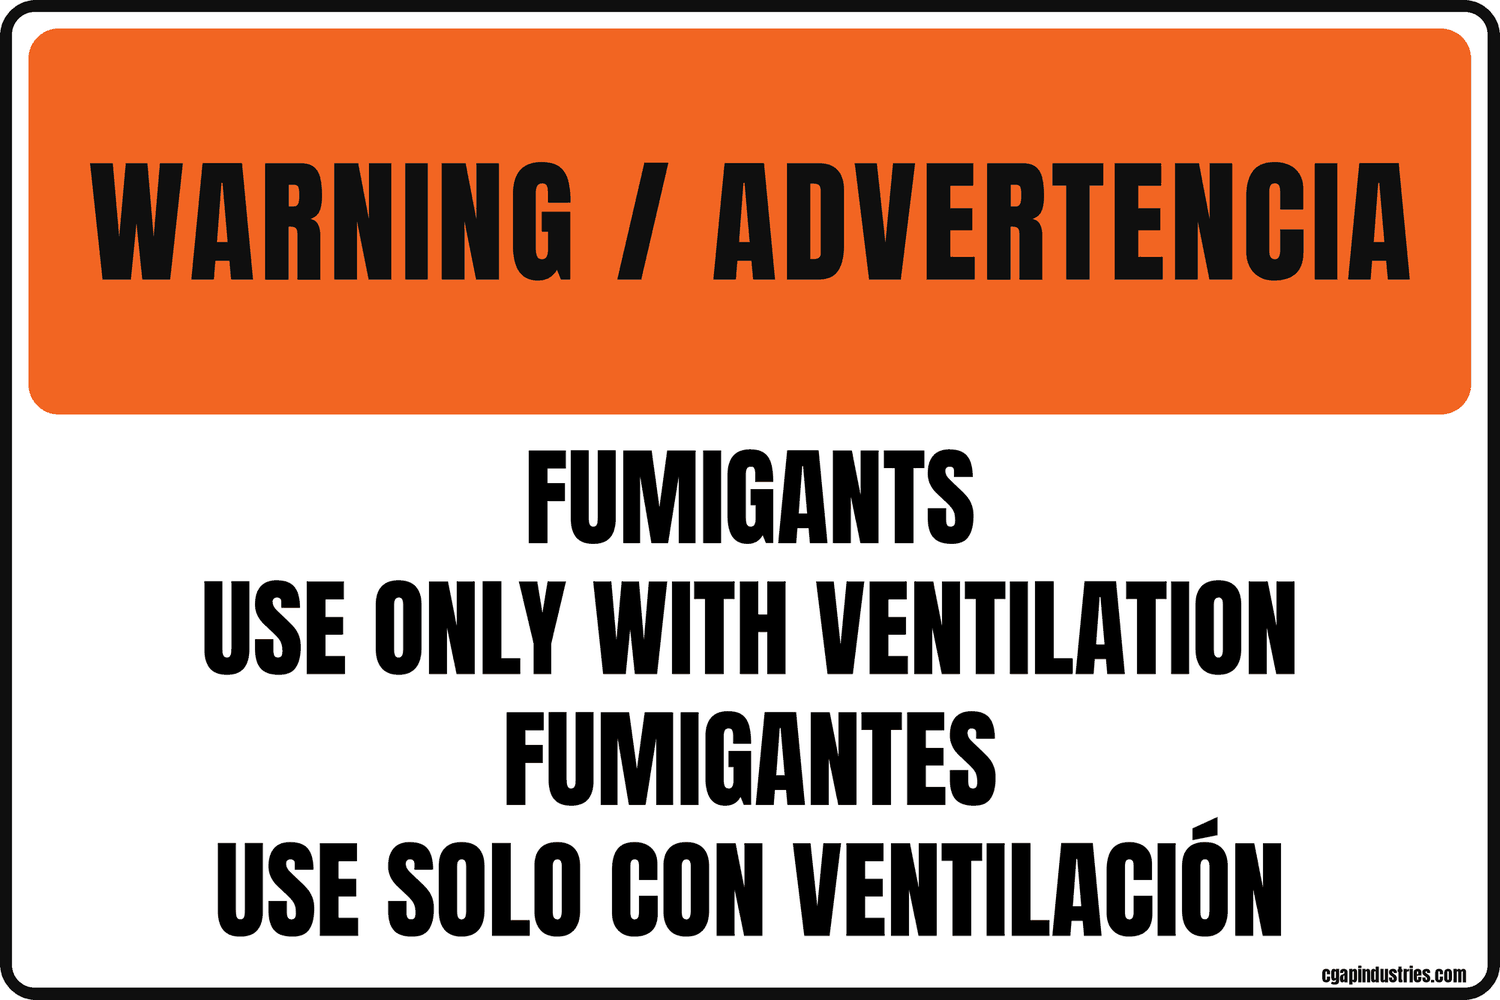 WARNING / ADVERTENCIA
FUMIGANTS
USE ONLY WITH VENTILATION
FUMIGANTES
USE SOLO CON VENTILACIÓN
cgapindustries.com